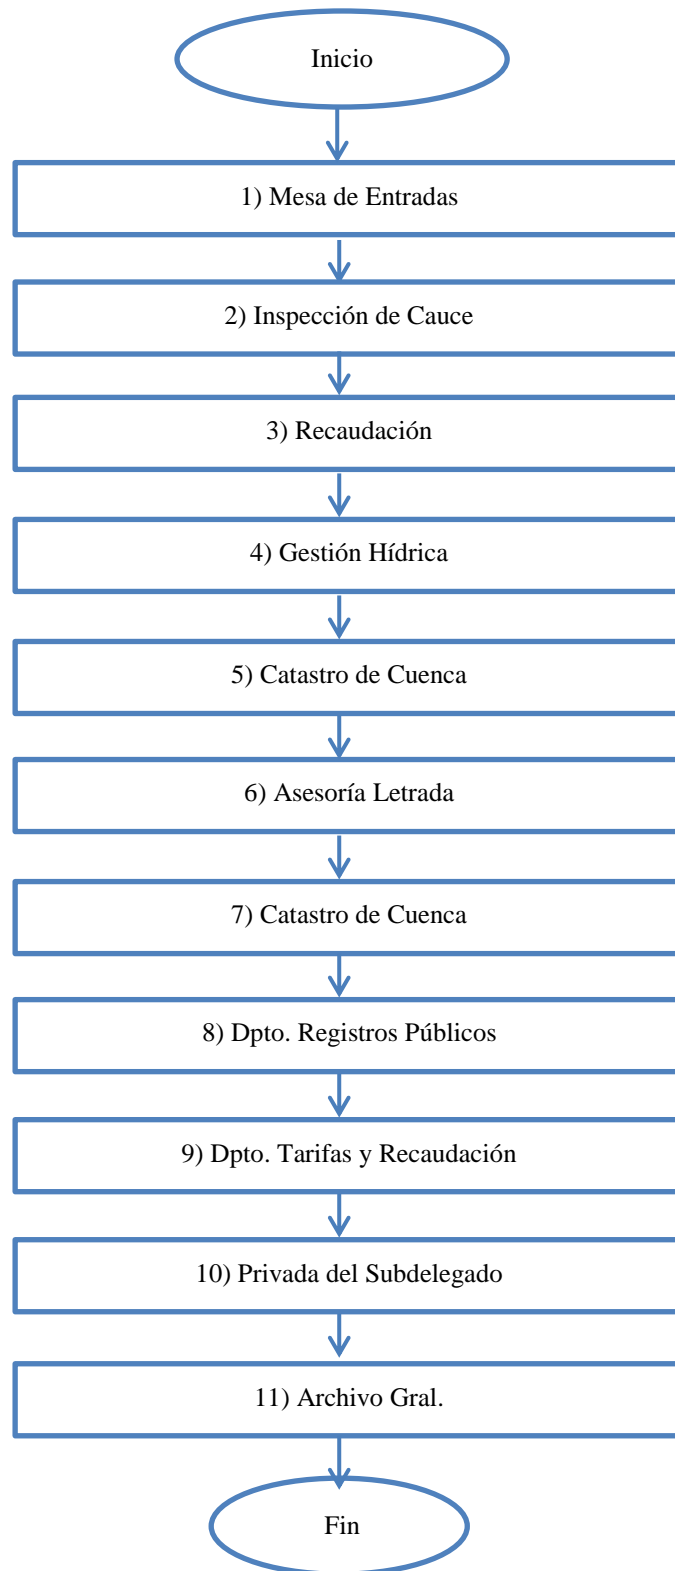 Inicio
1) Mesa de Entradas
2) Inspección de Cauce
3) Recaudación
4) Gestión Hídrica
5) Catastro de Cuenca
6) Asesoría Letrada
7) Catastro de Cuenca
8) Dpto. Registros Públicos
9) Dpto. Tarifas y Recaudación
10) Privada del Subdelegado
11) Archivo Gral.
Fin